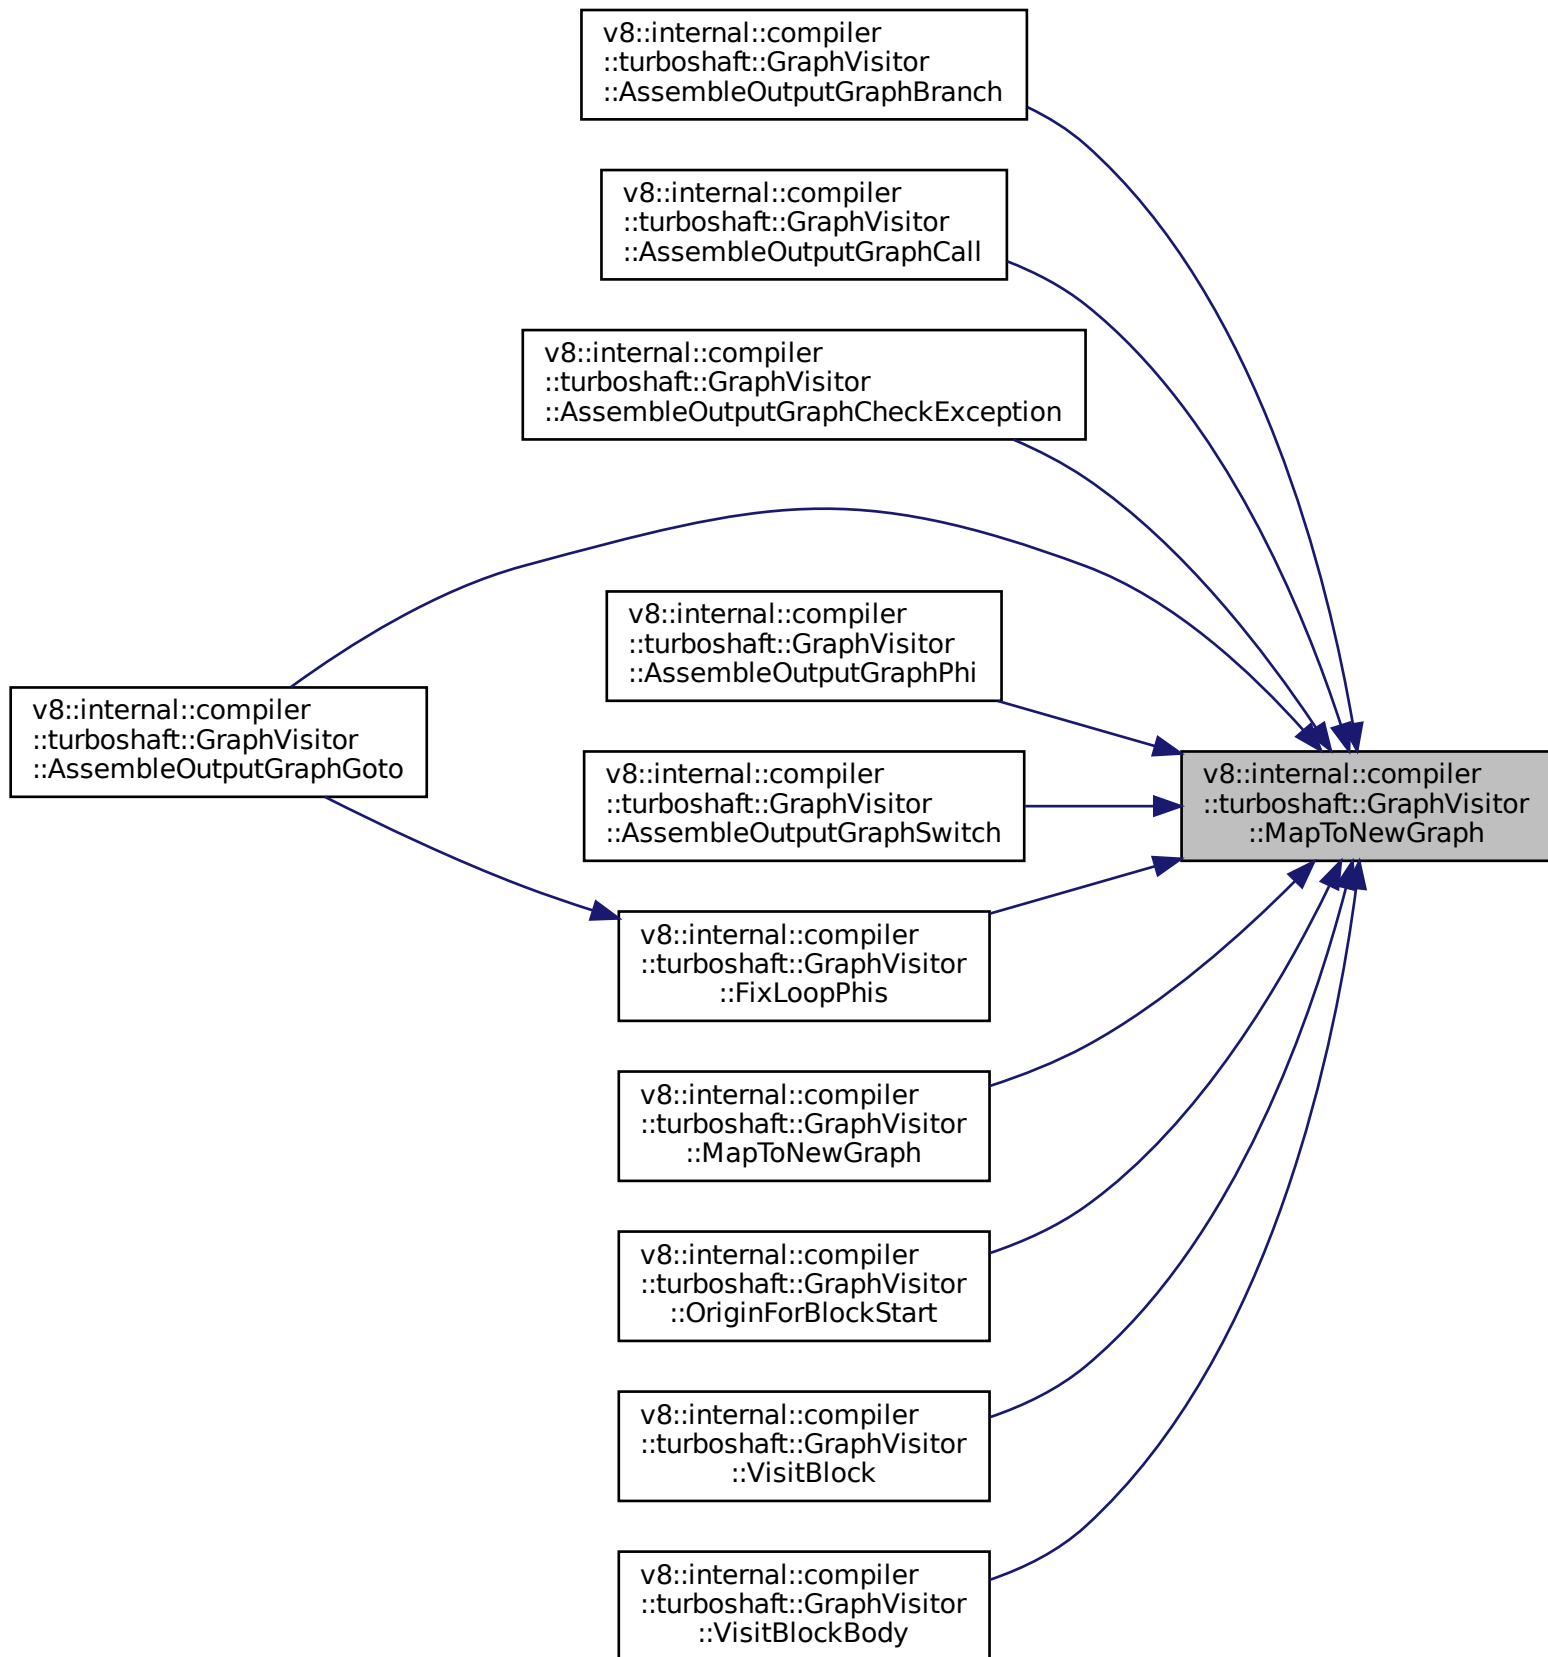 v8::internal::compiler
::turboshaft::GraphVisitor
::AssembleOutputGraphBranch
v8::internal::compiler
::turboshaft::GraphVisitor
::AssembleOutputGraphCall
v8::internal::compiler
::turboshaft::GraphVisitor
::AssembleOutputGraphCheckException
v8::internal::compiler
::turboshaft::GraphVisitor
::AssembleOutputGraphPhi
v8::internal::compiler
::turboshaft::GraphVisitor
::AssembleOutputGraphGoto
v8::internal::compiler
::turboshaft::GraphVisitor
::AssembleOutputGraphSwitch
v8::internal::compiler
::turboshaft::GraphVisitor
::MapToNewGraph
v8::internal::compiler
::turboshaft::GraphVisitor
::FixLoopPhis
v8::internal::compiler
::turboshaft::GraphVisitor
::MapToNewGraph
v8::internal::compiler
::turboshaft::GraphVisitor
::OriginForBlockStart
v8::internal::compiler
::turboshaft::GraphVisitor
::VisitBlock
v8::internal::compiler
::turboshaft::GraphVisitor
::VisitBlockBody